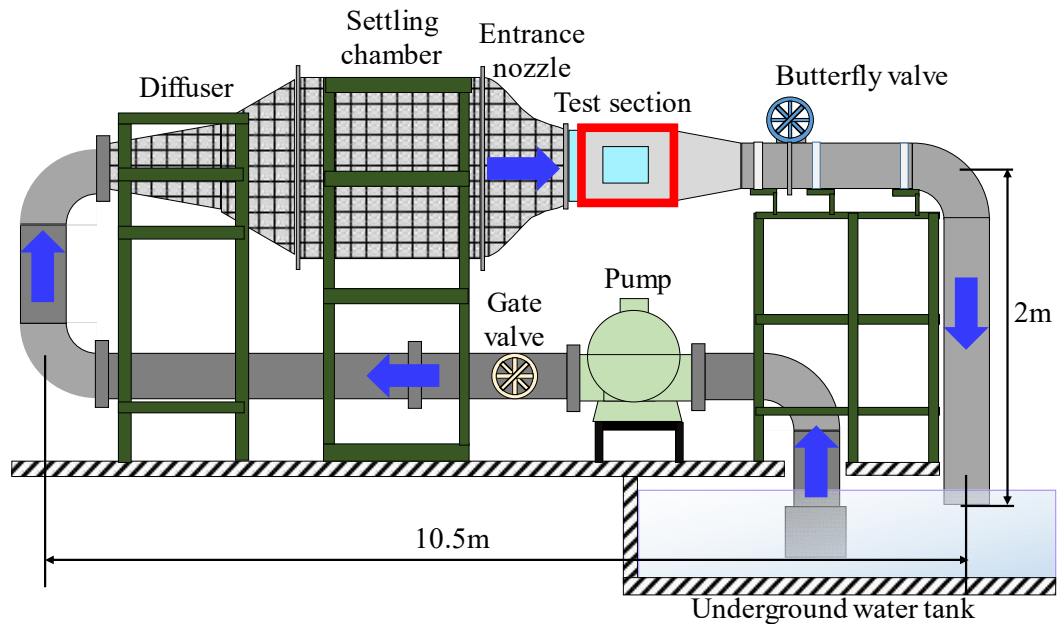 Settling
chamber
Entrance
nozzle
Diffuser
Test section
Butterfly valve
Pump
Gate
valve
2m
10.5m
Underground water tank